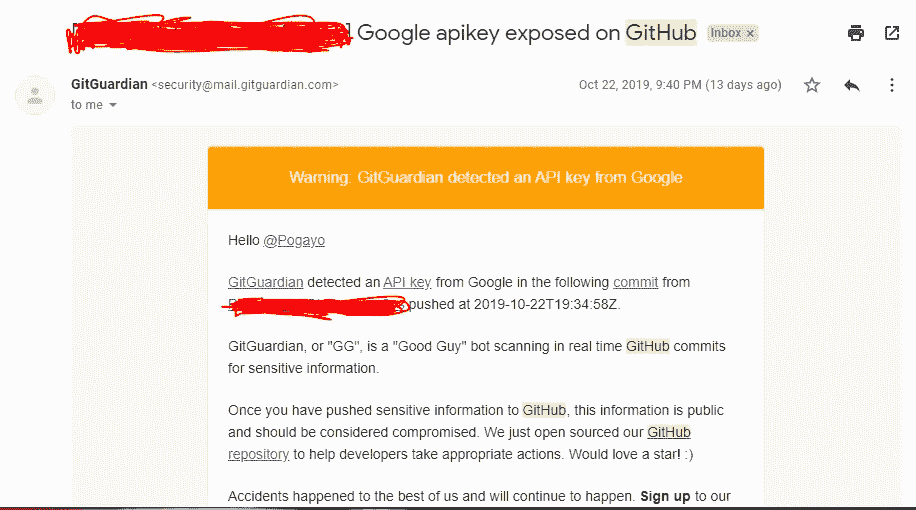 Google apikey exposed on GitHub Inbox x
GitGuardian <security@mail.gitguardian.com> Oct 22, 2019, 9:40 PM (13 days ago)
to me
Warning: GitGuardian detected an API key from Google
Hello @Pogayo
GitGuardian detected an API key from Google in the following commit from
pushed at 2019-10-22T19:34:58Z.
GitGuardian, or "GG", is a "Good Guy" bot scanning in real time GitHub commits
for sensitive information.
Once you have pushed sensitive information to GitHub, this information is public
and should be considered compromised. We just open sourced our GitHub
repository to help developers take appropriate actions. Would love a star! :)
Accidents happened to the best of us and will continue to happen. Sign up to our